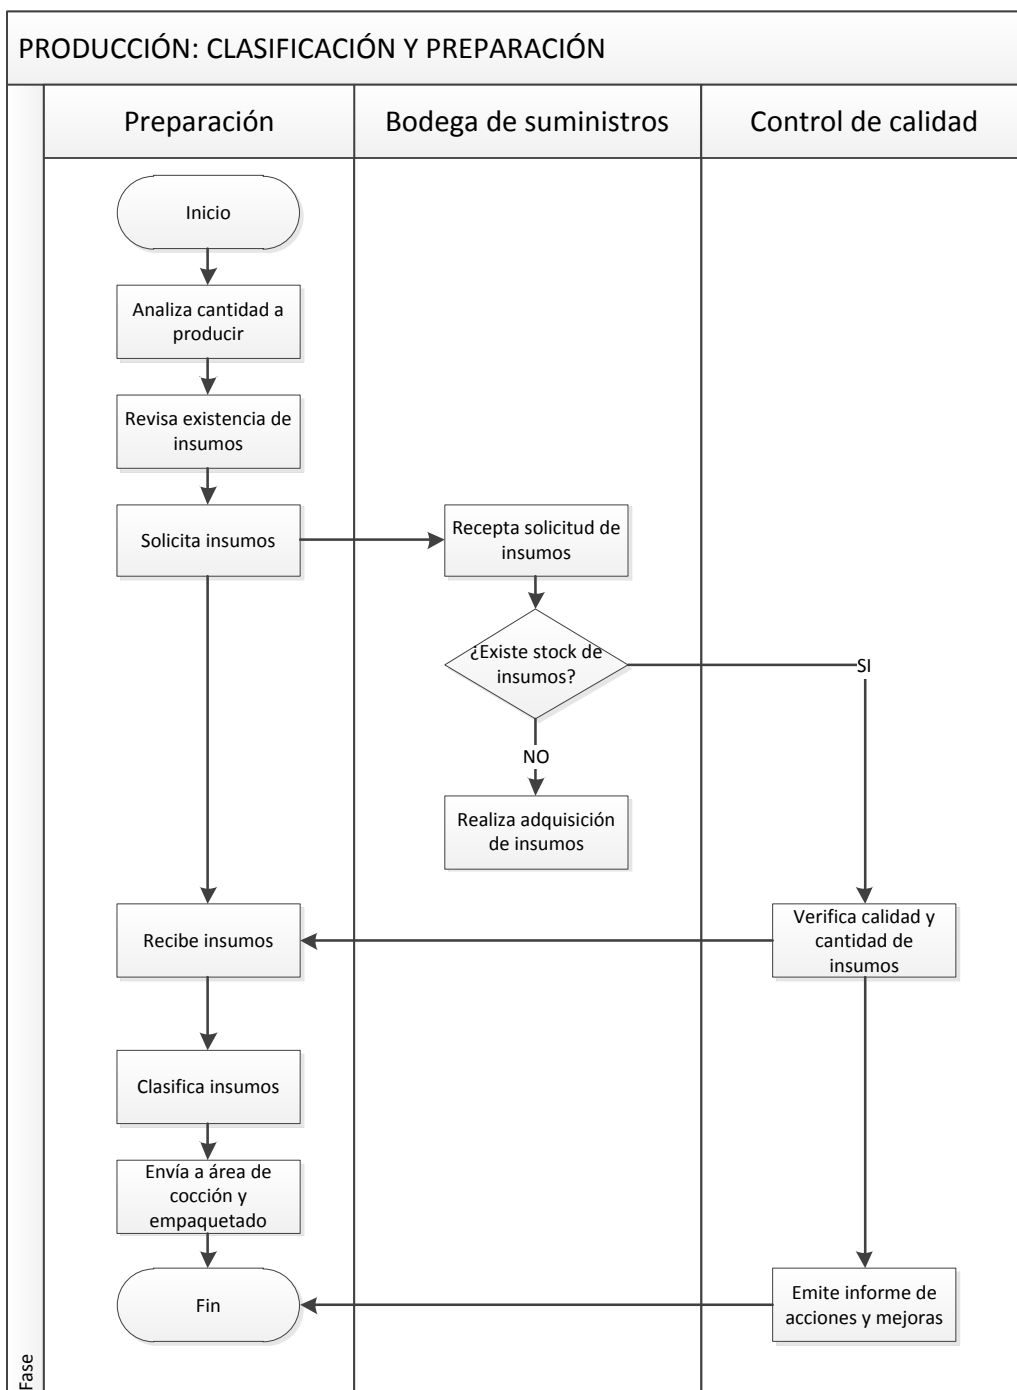 PRODUCCIÓN: CLASIFICACIÓN Y PREPARACIÓN
Preparación
Bodega de suministros
Control de calidad
Inicio
Analiza cantidad a
producir
Revisa existencia de
insumos
Solicita insumos
Recepta solicitud de
insumos
¿Existe stock de
insumos?
SI
NO
Realiza adquisición
de insumos
Recibe insumos
Verifica calidad y
cantidad de
insumos
Clasifica insumos
Envía a área de
cocción y
empaquetado
Fin
Emite informe de
acciones y mejoras
Fase